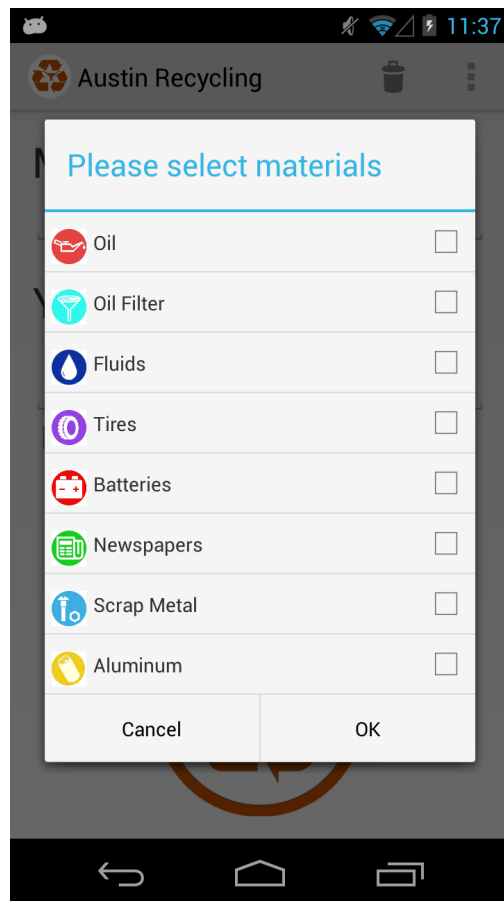 11:37
Austin Recycling
Please select materials
Oil
Oil Filter
Fluids
Tires
Batteries
Newspapers
Scrap Metal
Aluminum
Cancel OK